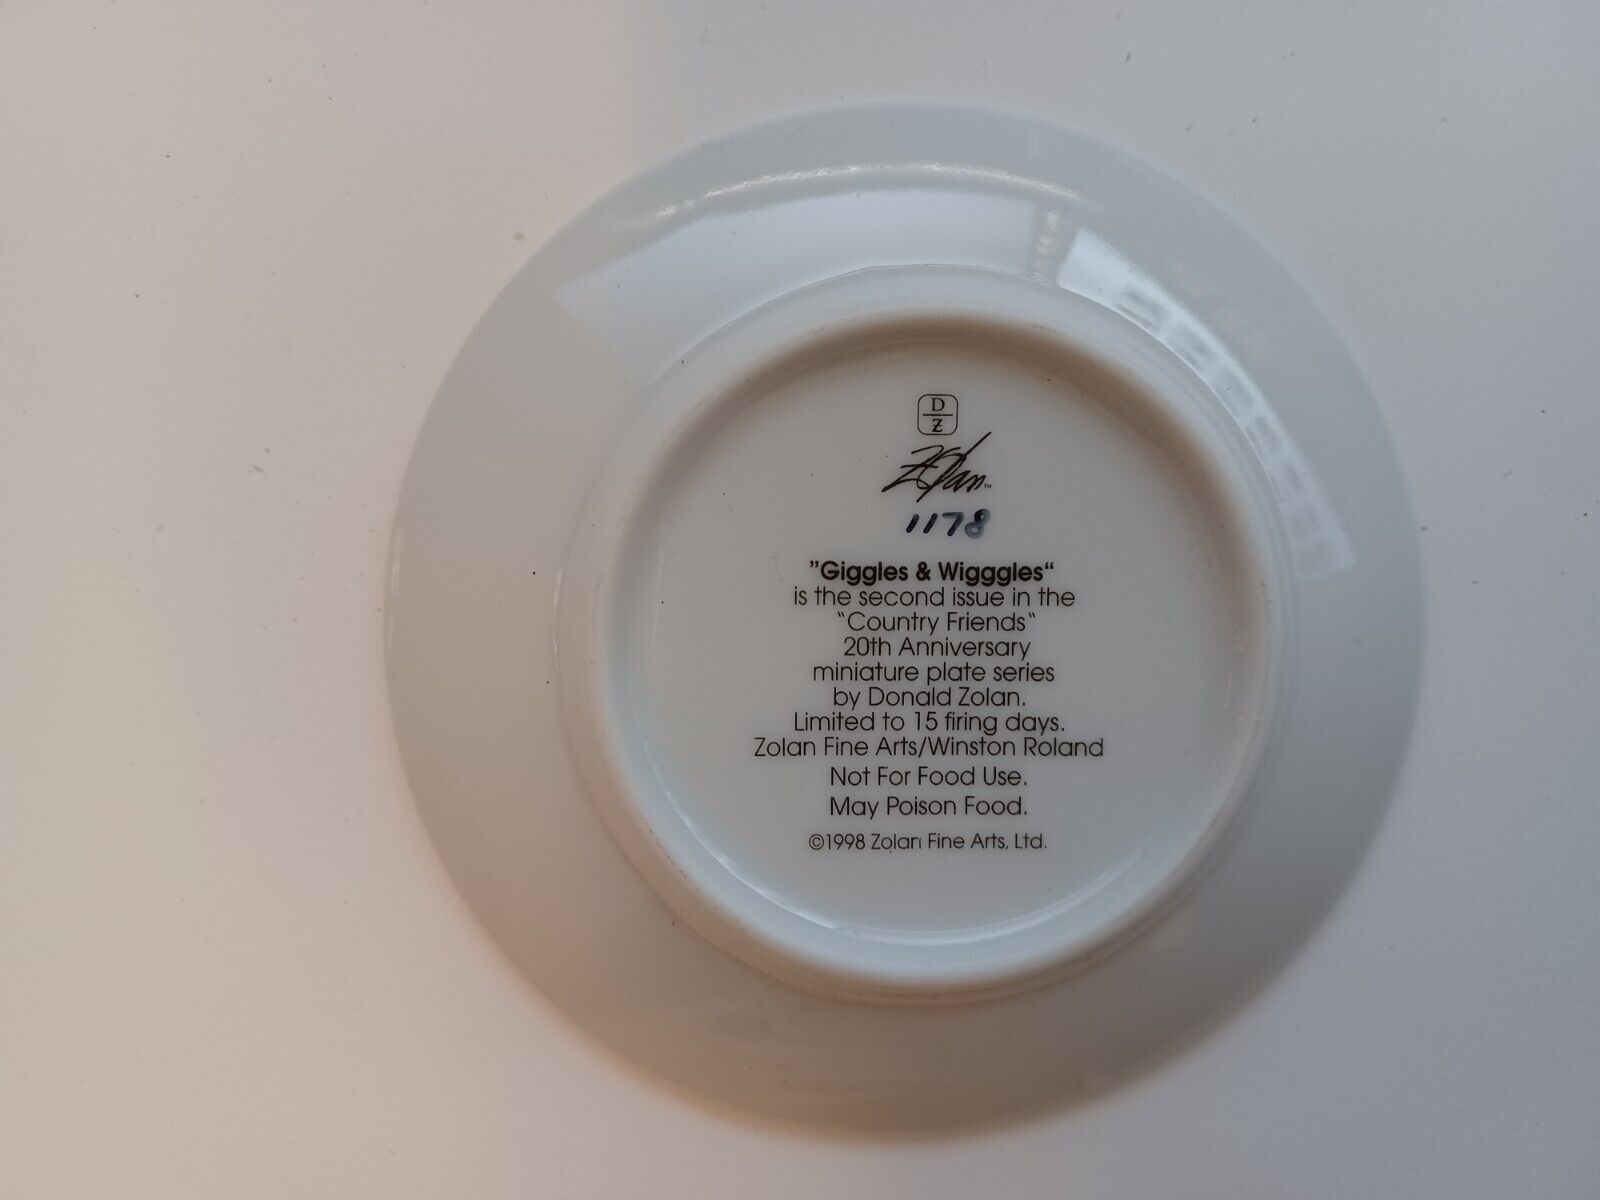 D
Z
Zolan™
1178
"Giggles & Wigggles"
is the second issue in the
"Country Friends"
20th Anniversary
miniature plate series
by Donald Zolan.
Limited to 15 firing days.
Zolan Fine Arts/Winston Roland
Not For Food Use.
May Poison Food.
©1998 Zolan Fine Arts, Ltd.